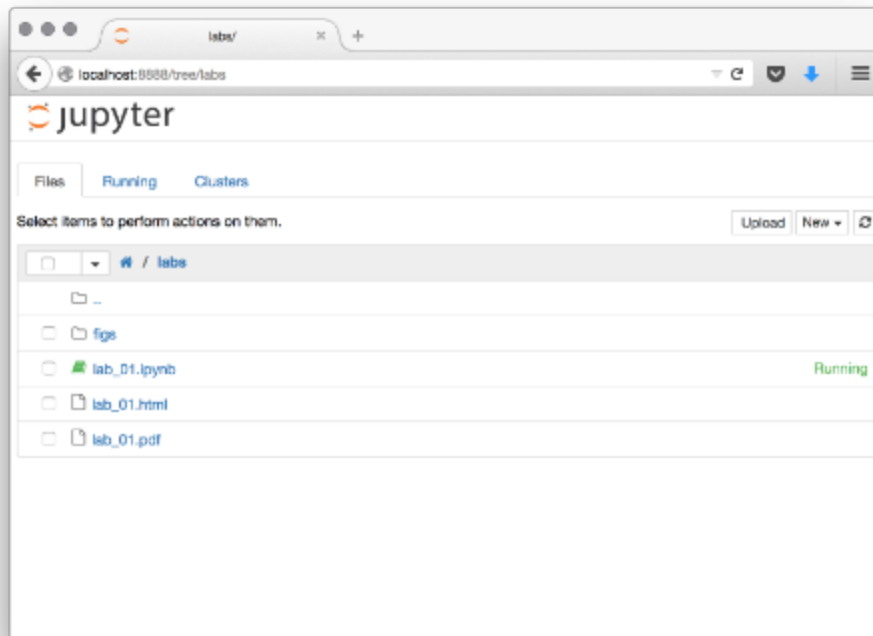 labs/
localhost:8888/tree/labs
jupyter
Files Running Clusters
Select items to perform actions on them.
Upload New
/ labs
..
figs
lab_01.ipynb Running
lab_01.html
lab_01.pdf